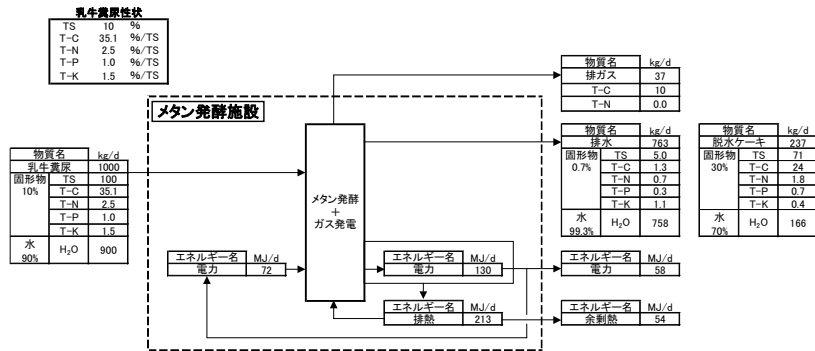 乳牛糞尿性状
TS 10 %
T-C 35.1 %/TS
T-N 2.5 %/TS
T-P 1.0 %/TS
T-K 1.5 %/TS
物質名 kg/d
排ガス 37
T-C 10
T-N 0.0
メタン発酵施設
物質名 kg/d
乳牛糞尿 1000
固形物 TS 100
10% T-C 35.1
T-N 2.5
T-P 1.0
T-K 1.5
水 H₂O 900
90%
メタン発酵
+
ガス発電
物質名 kg/d
排水 763
固形物 TS 5.0
0.7% T-C 1.3
T-N 0.7
T-P 0.3
T-K 1.1
水 H₂O 758
99.3%
物質名 kg/d
脱水ケーキ 237
固形物 TS 71
30% T-C 24
T-N 1.8
T-P 0.7
T-K 0.4
水 H₂O 166
70%
エネルギー名 MJ/d
電力 72
エネルギー名 MJ/d
電力 130
エネルギー名 MJ/d
電力 58
エネルギー名 MJ/d
排熱 213
エネルギー名 MJ/d
余剰熱 54